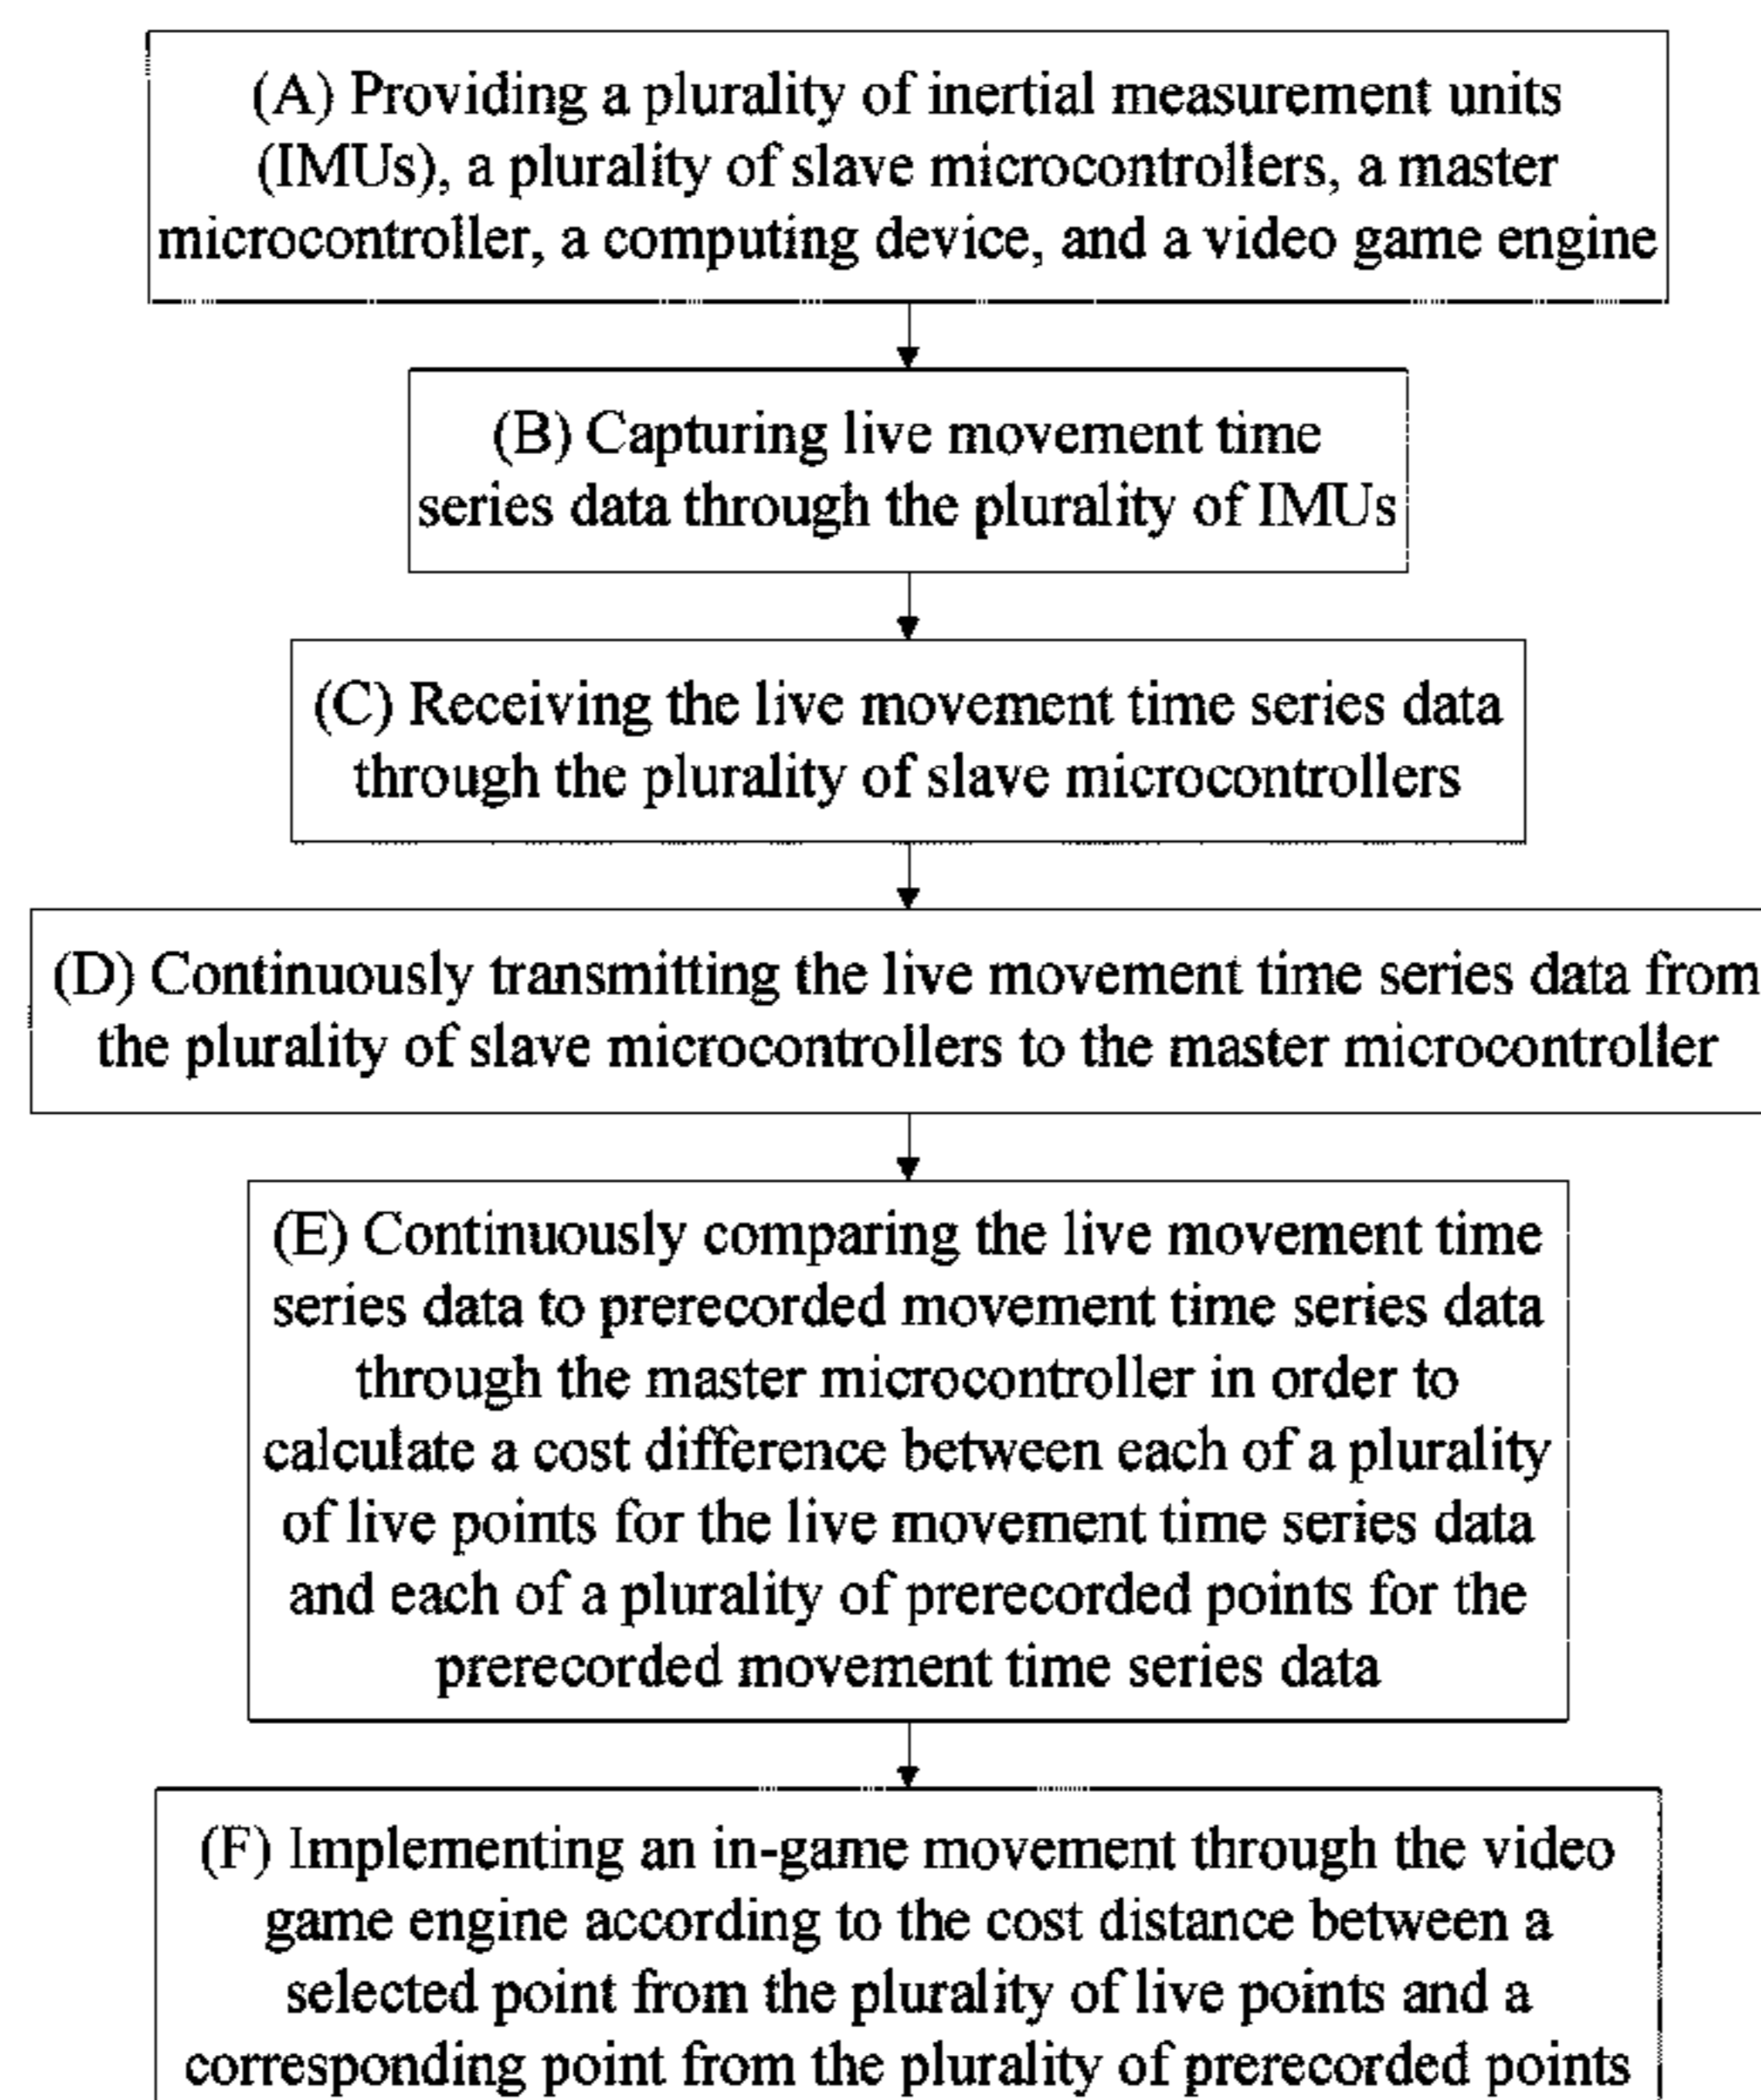 (A) Providing a plurality of inertial measurement units
(IMUs), a plurality of slave microcontrollers, a master
microcontroller, a computing device, and a video game engine
(B) Capturing live movement time
series data through the plurality of IMUs
(C) Receiving the live movement time series data
through the plurality of slave microcontrollers
(D) Continuously transmitting the live movement time series data from
the plurality of slave microcontrollers to the master microcontroller
(E) Continuously comparing the live movement time
series data to prerecorded movement time series data
through the master microcontroller in order to
calculate a cost difference between each of a plurality
of live points for the live movement time series data
and each of a plurality of prerecorded points for the
prerecorded movement time series data
(F) Implementing an in-game movement through the video
game engine according to the cost distance between a
selected point from the plurality of live points and a
corresponding point from the plurality of prerecorded points